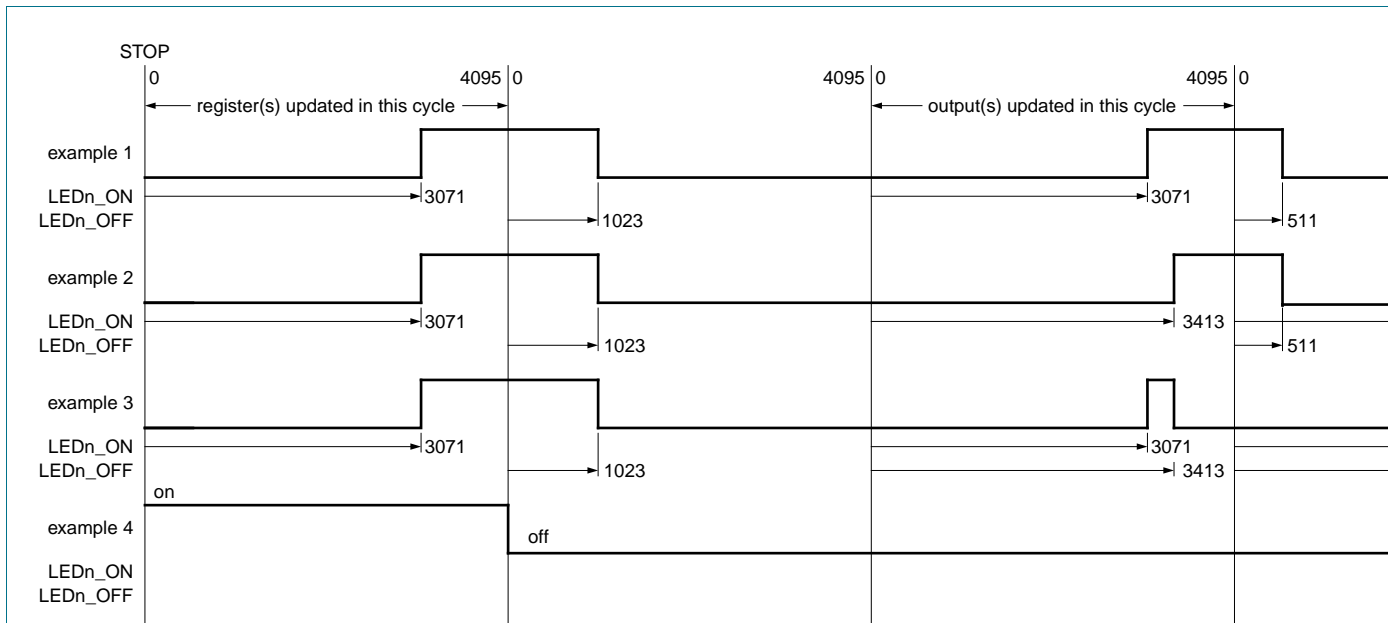 STOP
0 4095 0 4095 0 4095 0
register(s) updated in this cycle output(s) updated in this cycle
example 1
LEDn_ON 3071 3071
LEDn_OFF 1023 511
example 2
LEDn_ON 3071 3413
LEDn_OFF 1023 511
example 3
LEDn_ON 3071 3071
LEDn_OFF 1023 3413
on
example 4 off
LEDn_ON
LEDn_OFF